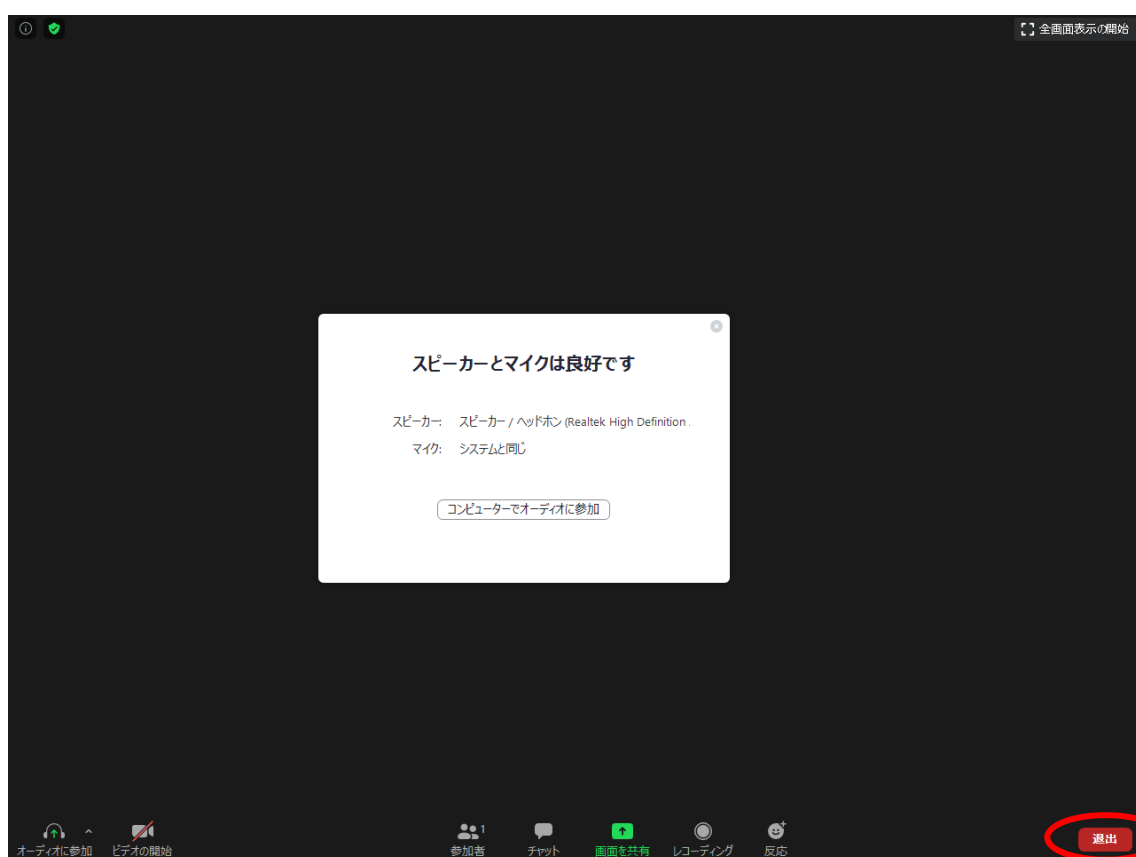 全画面表示の開始
スピーカーとマイクは良好です
スピーカー: スピーカー / ヘッドホン (Realtek High Definition .
マイク: システムと同じ
コンピューターでオーディオに参加
1
オーディオに参加 ビデオの開始 参加者 チャット 画面を共有 レコーディング 反応 退出